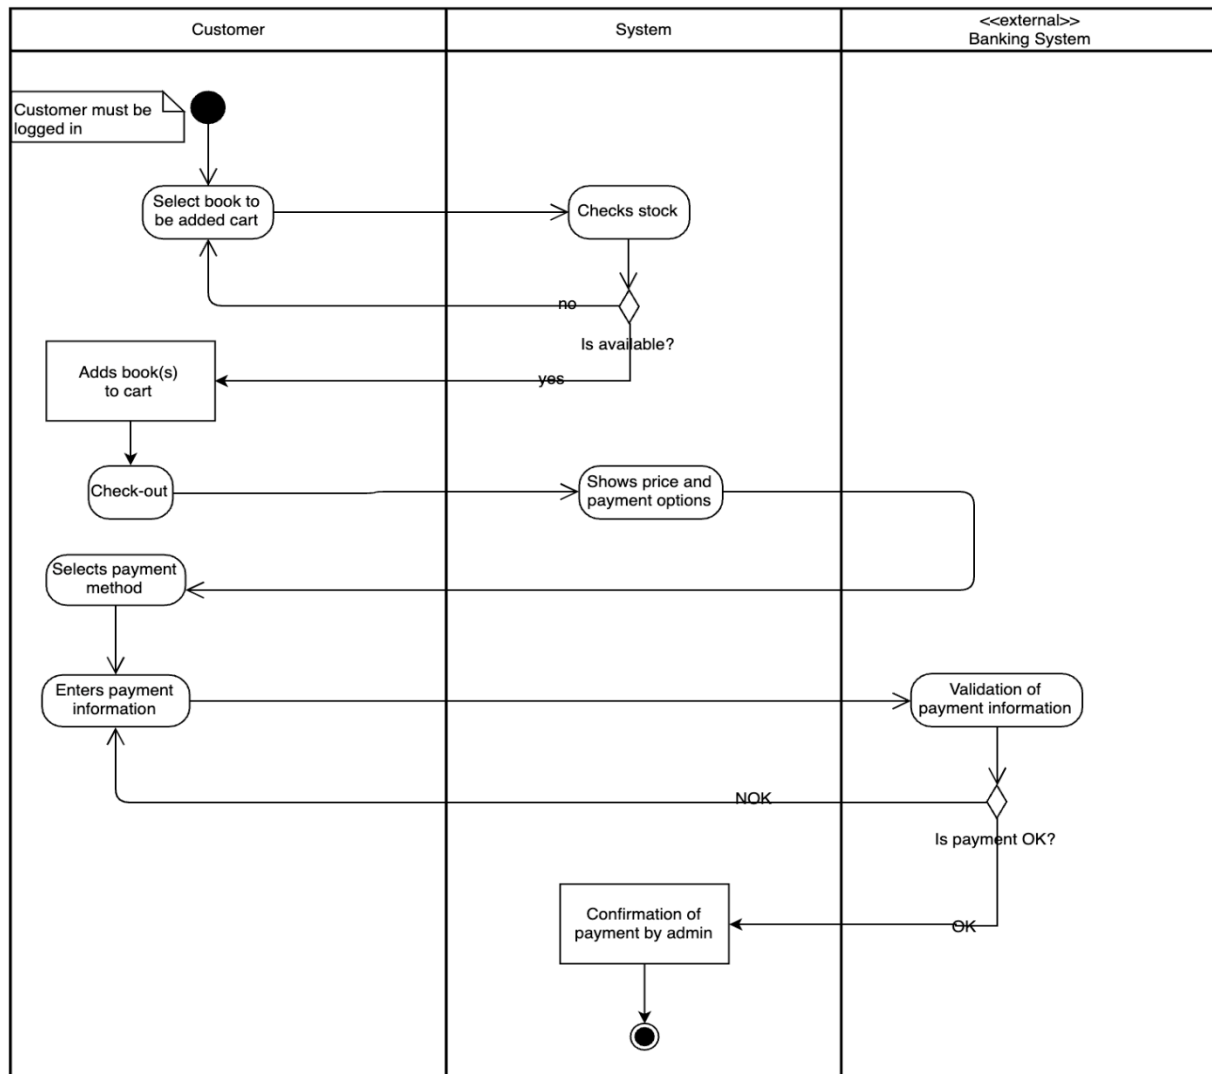 Customer
System
<<external>>
Banking System
Customer must be
logged in
Select book to
be added cart
Checks stock
no
Is available?
Adds book(s)
to cart
yes
Check-out
Shows price and
payment options
Selects payment
method
Enters payment
information
Validation of
payment information
NOK
Is payment OK?
Confirmation of
payment by admin
OK